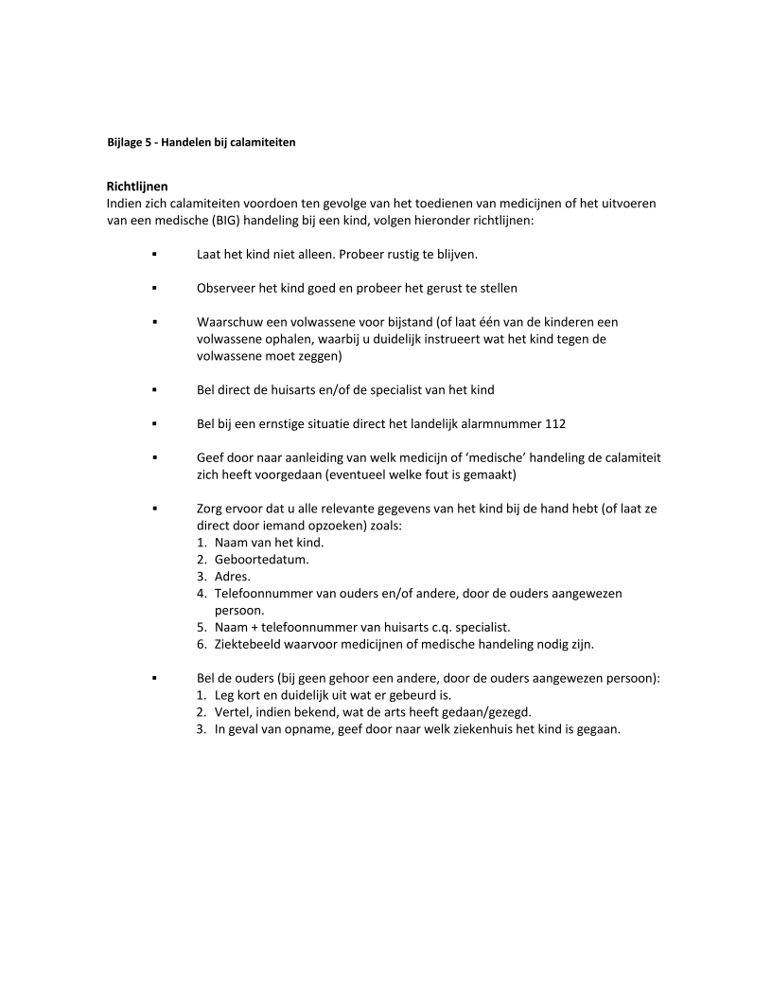 Bijlage 5 - Handelen bij calamiteiten
Richtlijnen
Indien zich calamiteiten voordoen ten gevolge van het toedienen van medicijnen of het uitvoeren
van een medische (BIG) handeling bij een kind, volgen hieronder richtlijnen:
▪ Laat het kind niet alleen. Probeer rustig te blijven.
▪ Observeer het kind goed en probeer het gerust te stellen
▪ Waarschuw een volwassene voor bijstand (of laat één van de kinderen een
volwassene ophalen, waarbij u duidelijk instrueert wat het kind tegen de
volwassene moet zeggen)
▪ Bel direct de huisarts en/of de specialist van het kind
▪ Bel bij een ernstige situatie direct het landelijk alarmnummer 112
▪ Geef door naar aanleiding van welk medicijn of ‘medische’ handeling de calamiteit
zich heeft voorgedaan (eventueel welke fout is gemaakt)
▪ Zorg ervoor dat u alle relevante gegevens van het kind bij de hand hebt (of laat ze
direct door iemand opzoeken) zoals:
1. Naam van het kind.
2. Geboortedatum.
3. Adres.
4. Telefoonnummer van ouders en/of andere, door de ouders aangewezen
persoon.
5. Naam + telefoonnummer van huisarts c.q. specialist.
6. Ziektebeeld waarvoor medicijnen of medische handeling nodig zijn.
▪ Bel de ouders (bij geen gehoor een andere, door de ouders aangewezen persoon):
1. Leg kort en duidelijk uit wat er gebeurd is.
2. Vertel, indien bekend, wat de arts heeft gedaan/gezegd.
3. In geval van opname, geef door naar welk ziekenhuis het kind is gegaan.